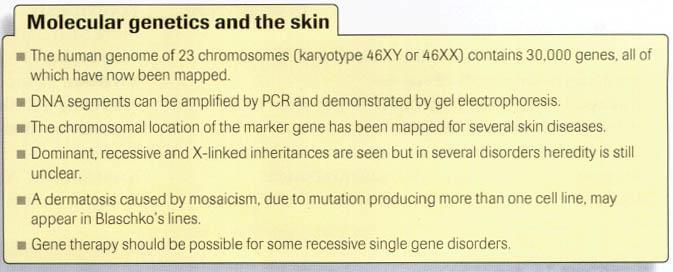 Molecular genetics and the skin
■ The human genome of 23 chromosomes (karyotype 46XY or 46XX) contains 30,000 genes, all of
which have now been mapped.
■ DNA segments can be amplified by PCR and demonstrated by gel electrophoresis.
■ The chromosomal location of the marker gene has been mapped for several skin diseases.
■ Dominant, recessive and X-linked inheritances are seen but in several disorders heredity is still
unclear.
■ A dermatosis caused by mosaicism, due to mutation producing more than one cell line, may
appear in Blaschko's lines.
■ Gene therapy should be possible for some recessive single gene disorders.